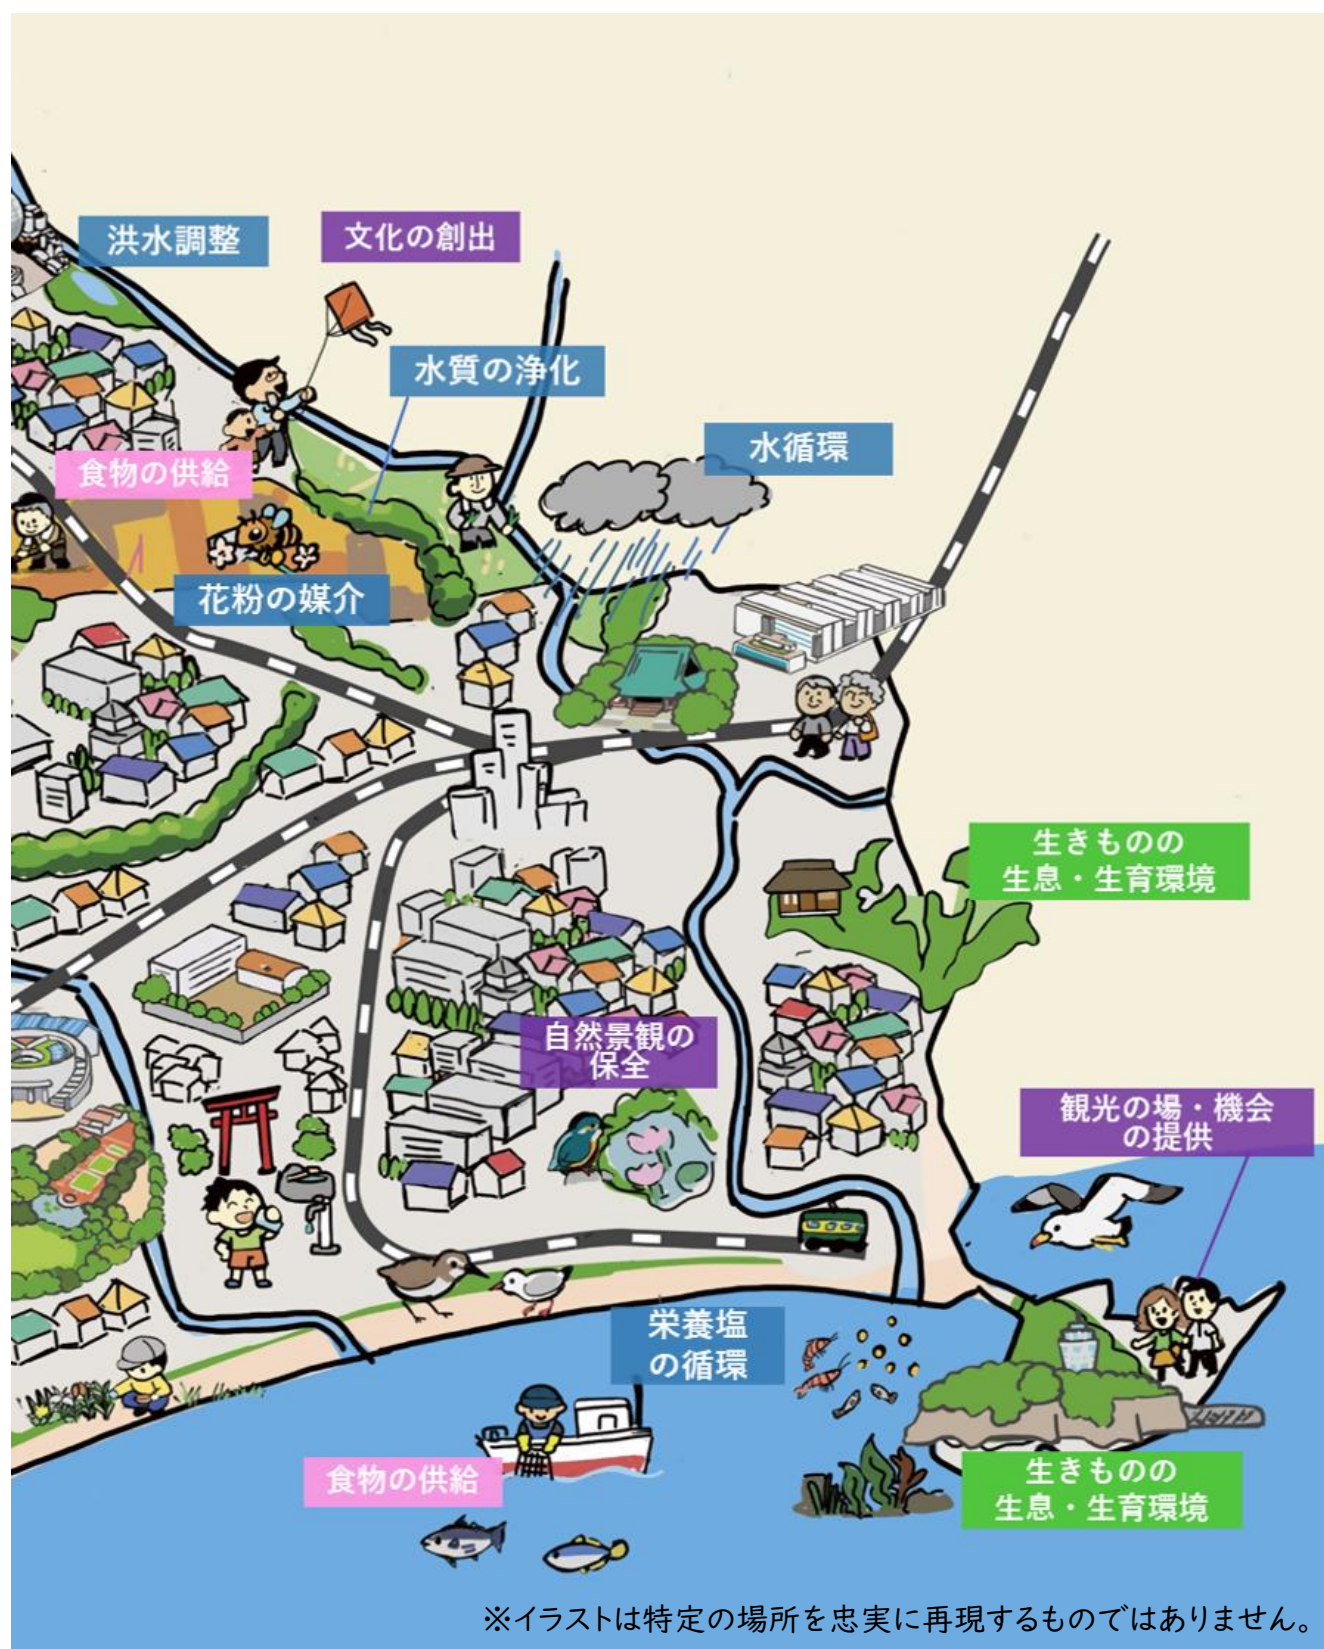 洪水調整
文化の創出
水質の浄化
水循環
食物の供給
花粉の媒介
生きものの
生息・生育環境
自然景観の
保全
観光の場・機会
の提供
栄養塩
の循環
食物の供給
生きものの
生息・生育環境
※イラストは特定の場所を忠実に再現するものではありません。